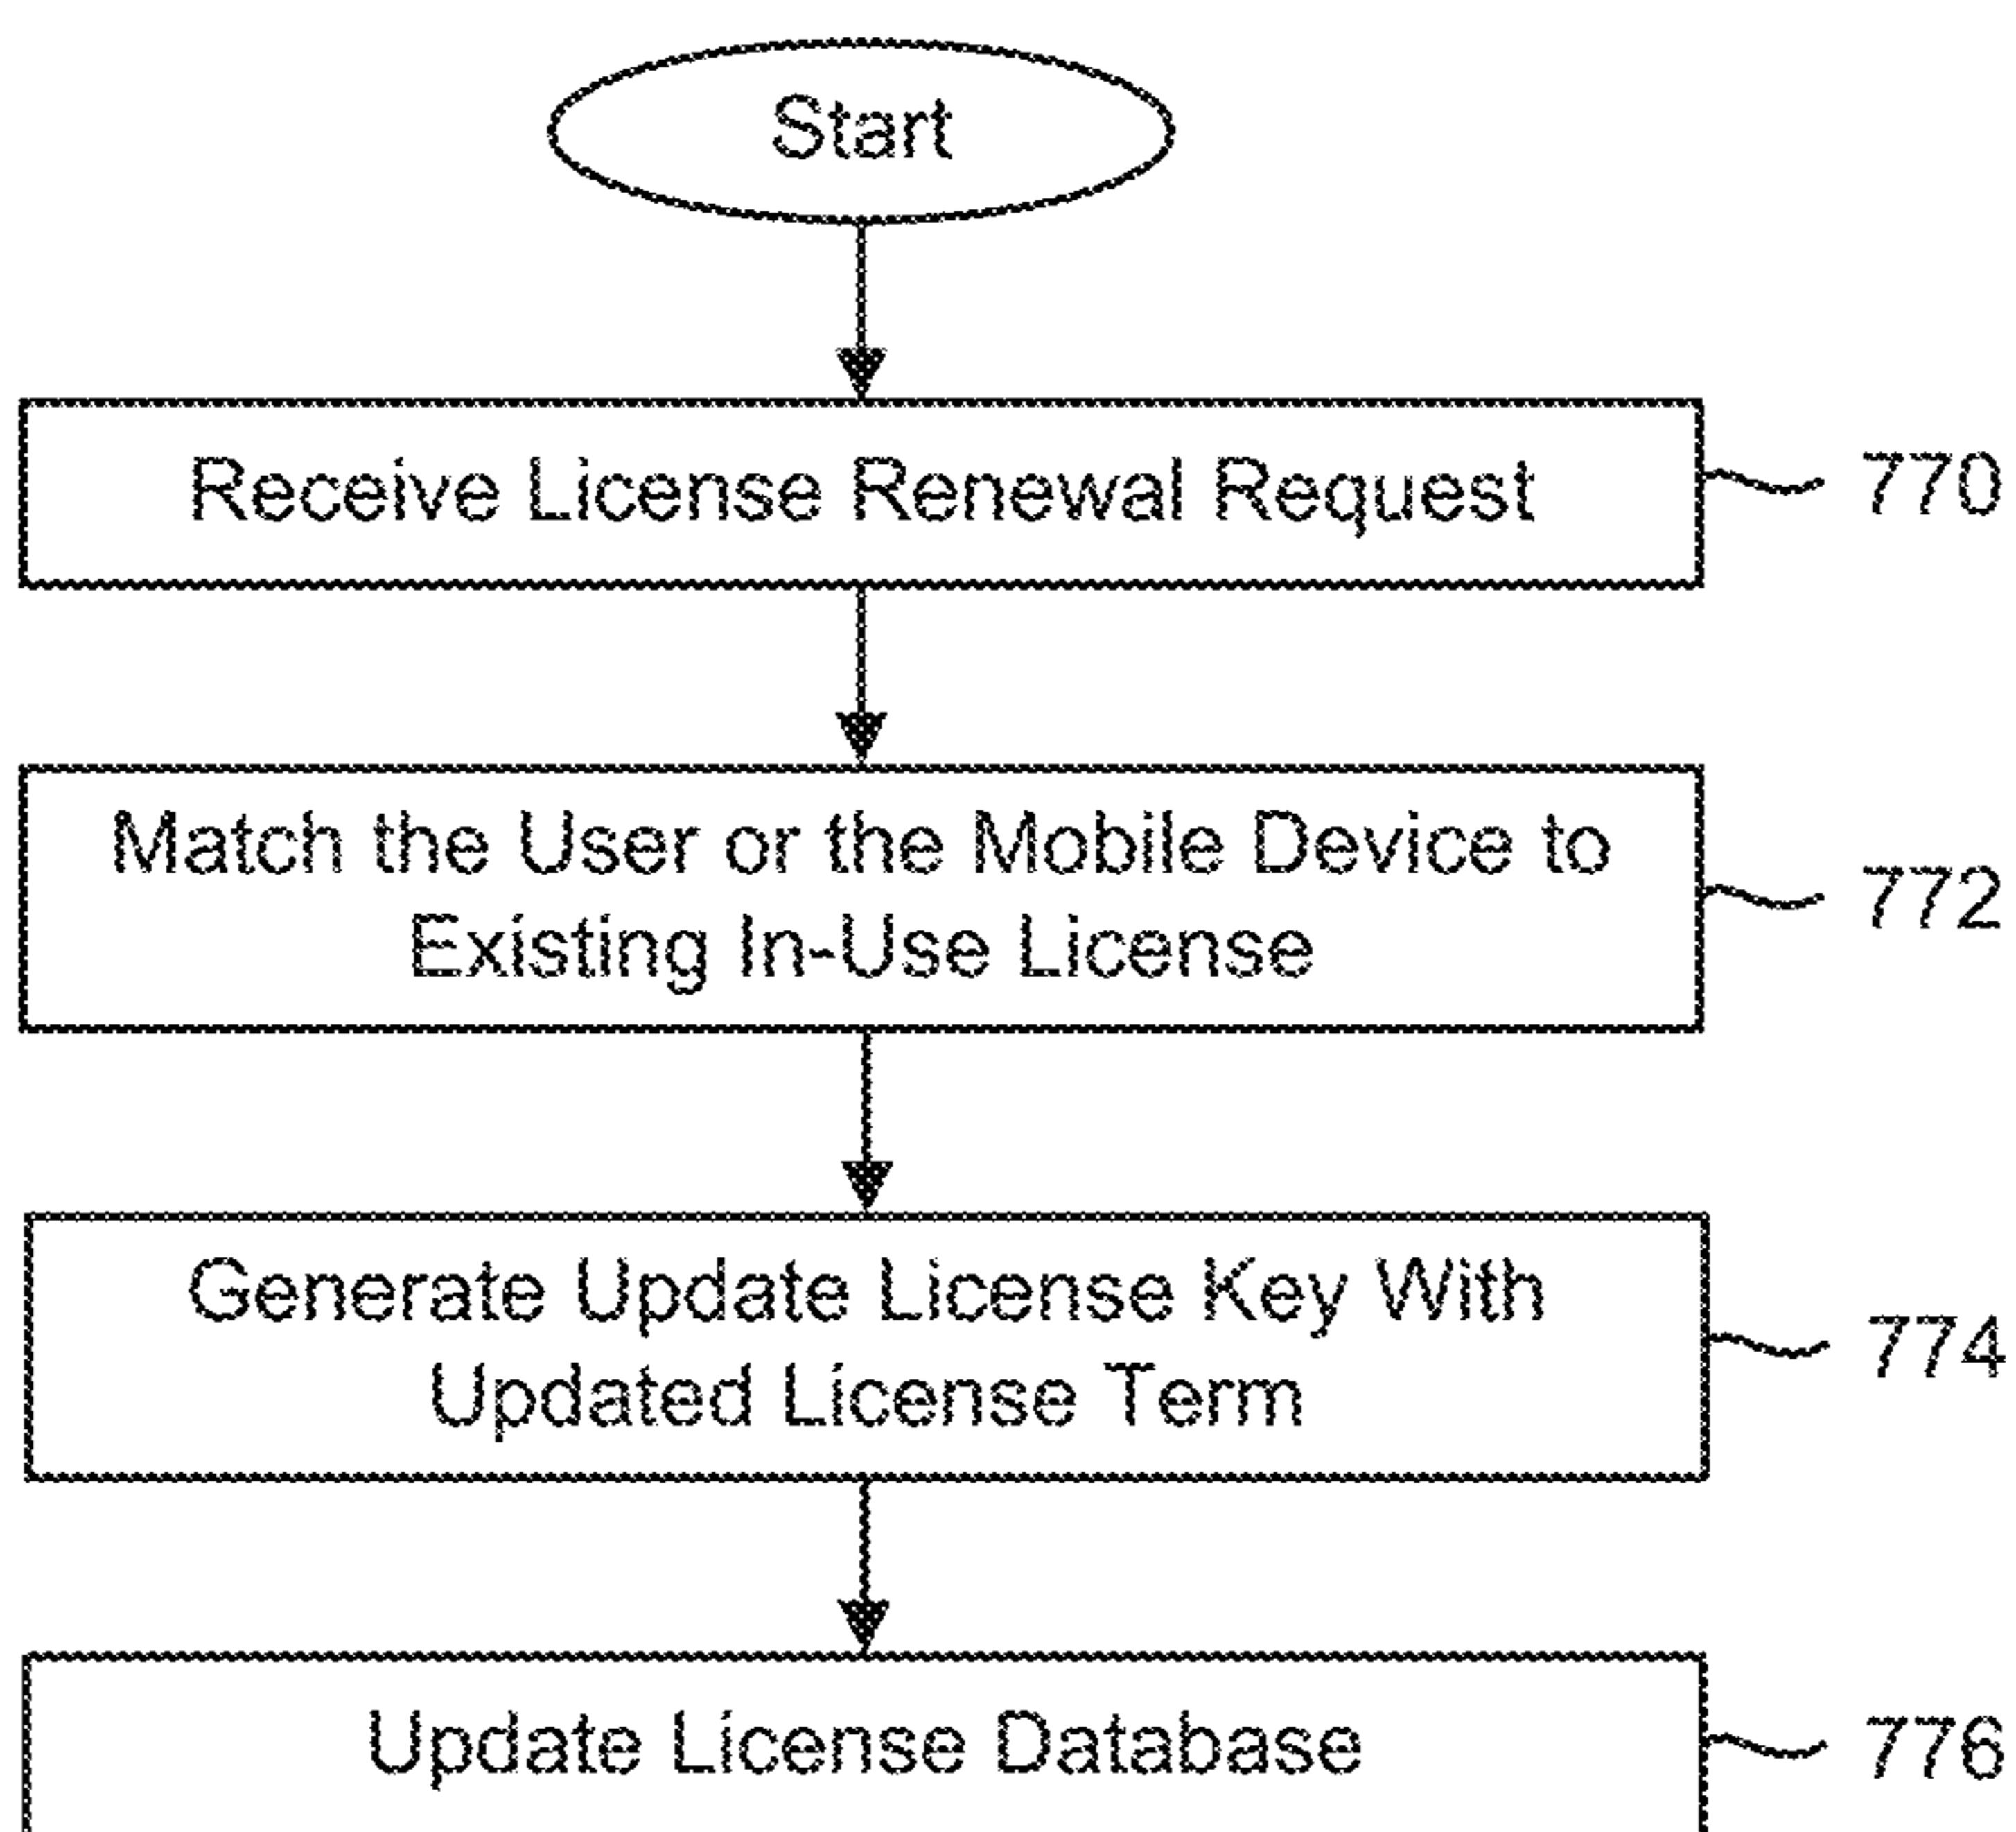 Start
Receive License Renewal Request
770
Match the User or the Mobile Device to
Existing In-Use License
772
Generate Update License Key With
Updated License Term
774
Update License Database
776